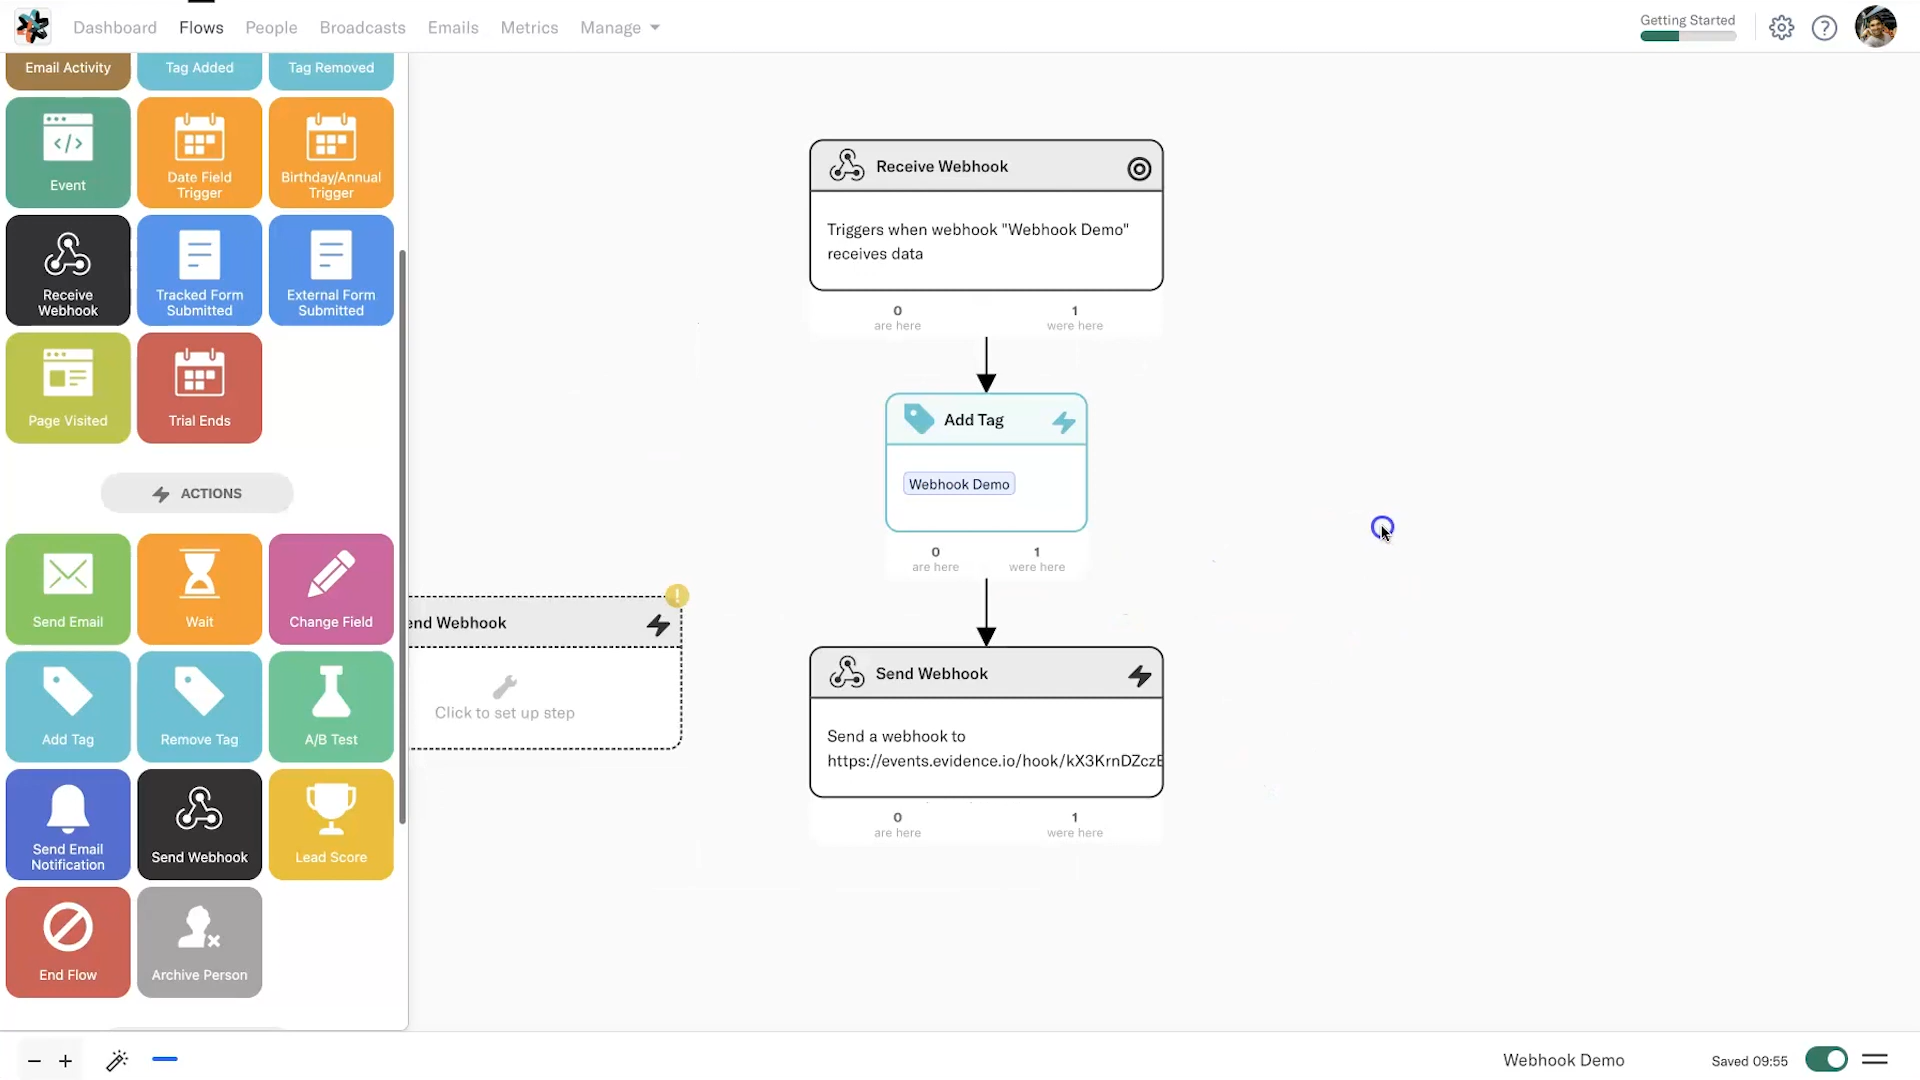 Dashboard
Flows
People
Broadcasts
Emails
Metrics
Manage
Getting Started
Email Activity
Tag Added
Tag Removed
Event
Date Field
Trigger
Birthday/Annual
Trigger
Receive
Webhook
Tracked Form
Submitted
External Form
Submitted
Page Visited
Trial Ends
ACTIONS
Send Email
Wait
Change Field
Add Tag
Remove Tag
A/B Test
Send Email
Notification
Send Webhook
Lead Score
End Flow
Archive Person
Receive Webhook
Triggers when webhook "Webhook Demo"
receives data
0
are here
1
were here
Add Tag
Webhook Demo
0
are here
1
were here
end Webhook
Click to set up step
Send Webhook
Send a webhook to
https://events.evidence.io/hook/kX3KrnDZczE
0
are here
1
were here
Webhook Demo
Saved 09:55